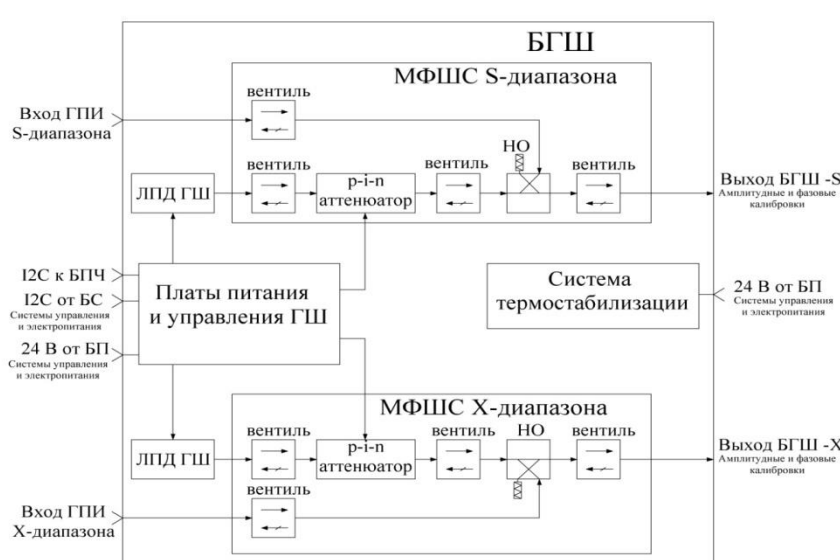 БГШ
МФШС S-диапазона
вентиль
Вход ГПИ
S-диапазона
НО
вентиль
p-i-n
аттенюатор
вентиль
вентиль
ЛПД ГШ
Выход БГШ -S
Амплитудные и фазовые
калибровки
I2C к БПЧ
I2C от БС
Системы управления
и электропитания
24 В от БП
Системы управления
и электропитания
Платы питания
и управления ГШ
Система
термостабилизации
24 В от БП
Системы управления
и электропитания
МФШС X-диапазона
вентиль
p-i-n
аттенюатор
вентиль
НО
вентиль
ЛПД ГШ
Выход БГШ -X
Амплитудные и фазовые
калибровки
вентиль
Вход ГПИ
X-диапазона